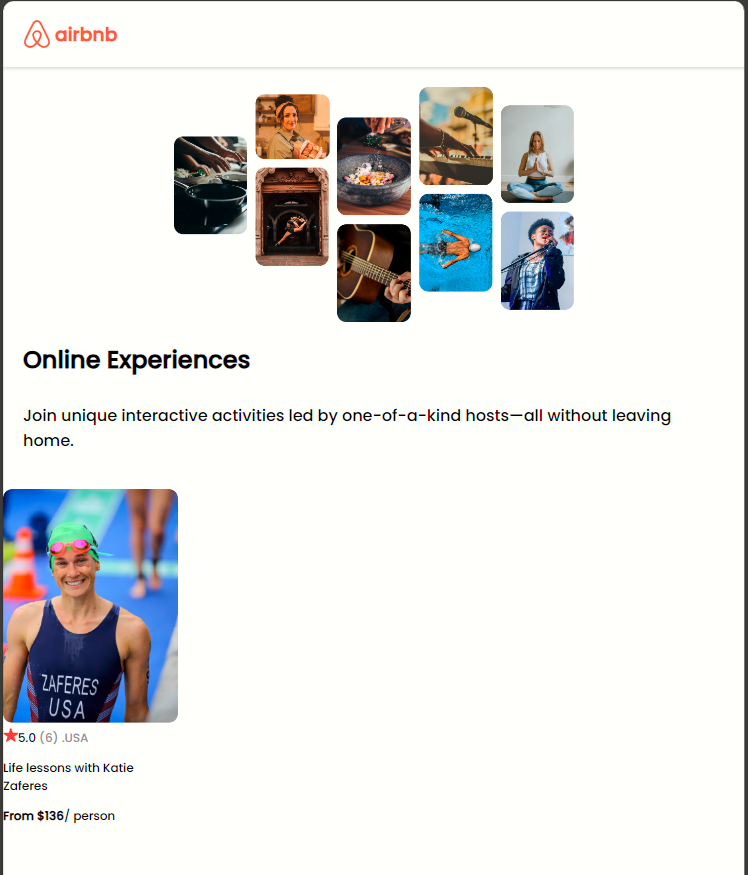 airbnb
Online Experiences
Join unique interactive activities led by one-of-a-kind hosts—all without leaving
home.
ZAFERES
USA
5.0 (6) .USA
Life lessons with Katie
Zaferes
From $136/ person